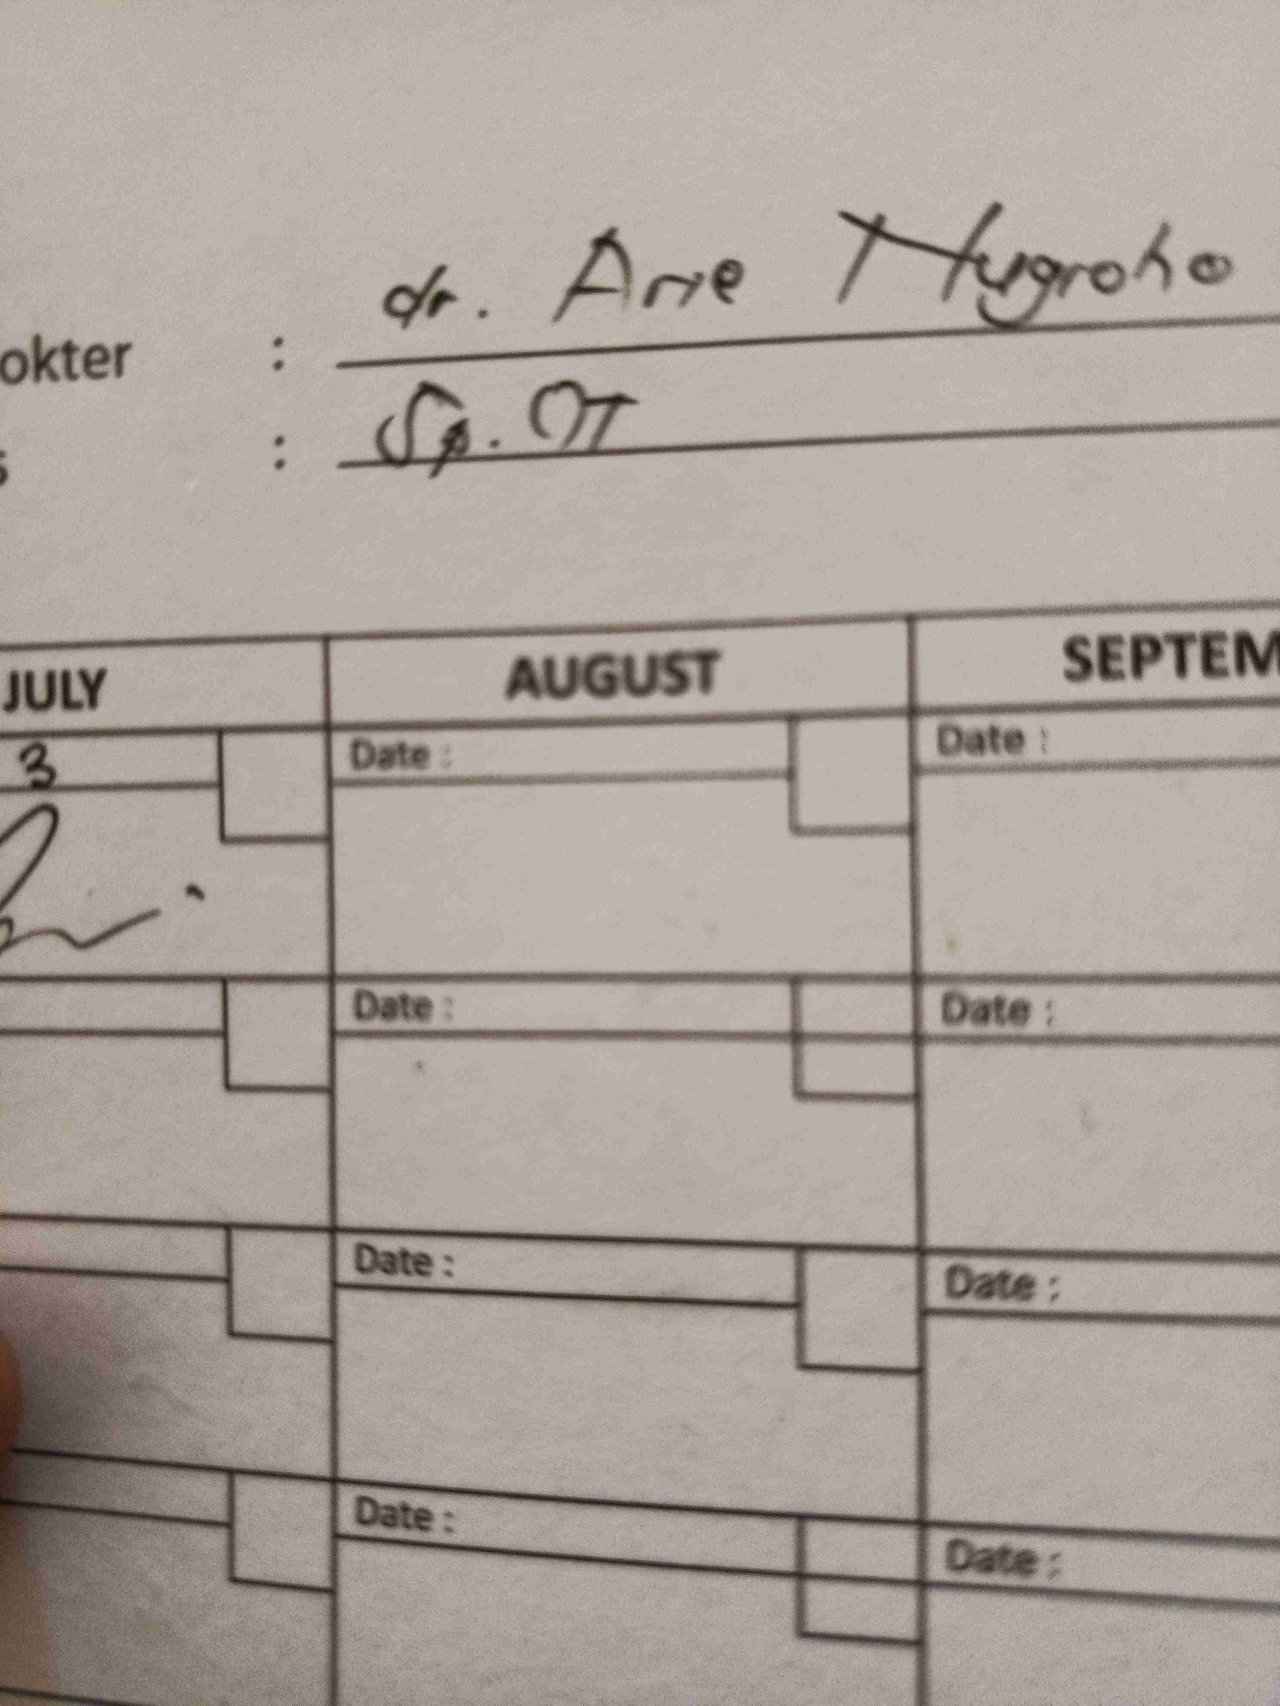 dr. Arie Nugroho
okter :
s : Sp. OT
JULY AUGUST SEPTEM
3 Date : Date :
Date : Date :
Date : Date :
Date : Date :